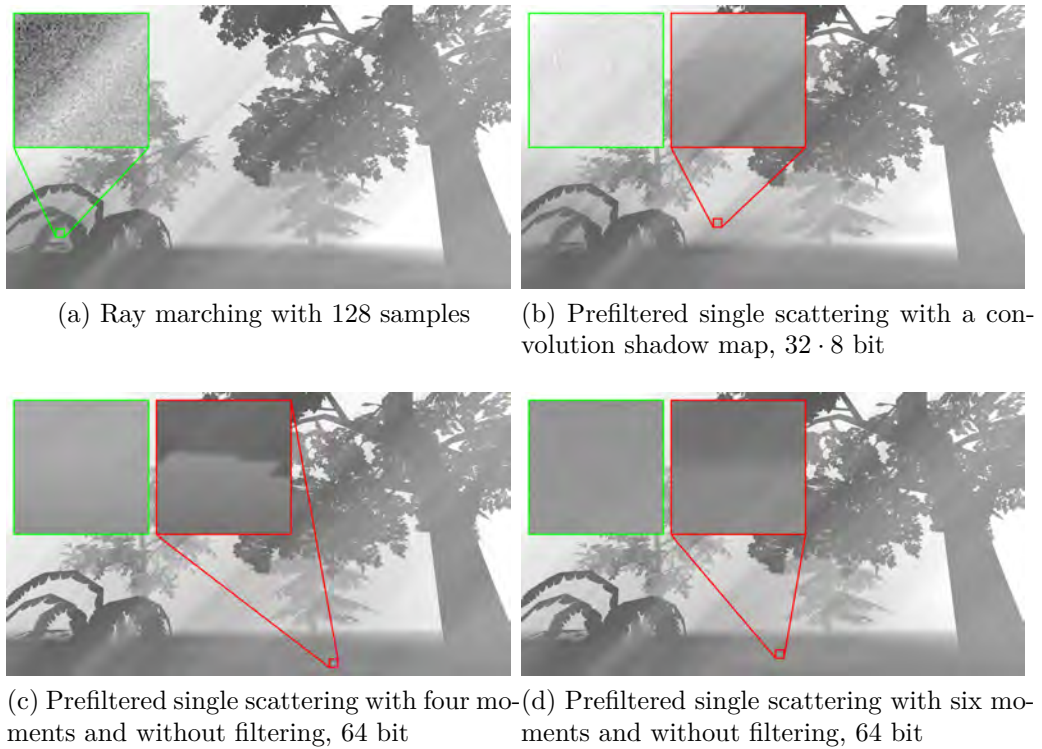 (a) Ray marching with 128 samples
(b) Prefiltered single scattering with a con-
volution shadow map, 32 · 8 bit
(c) Prefiltered single scattering with four mo-
ments and without filtering, 64 bit
(d) Prefiltered single scattering with six mo-
ments and without filtering, 64 bit